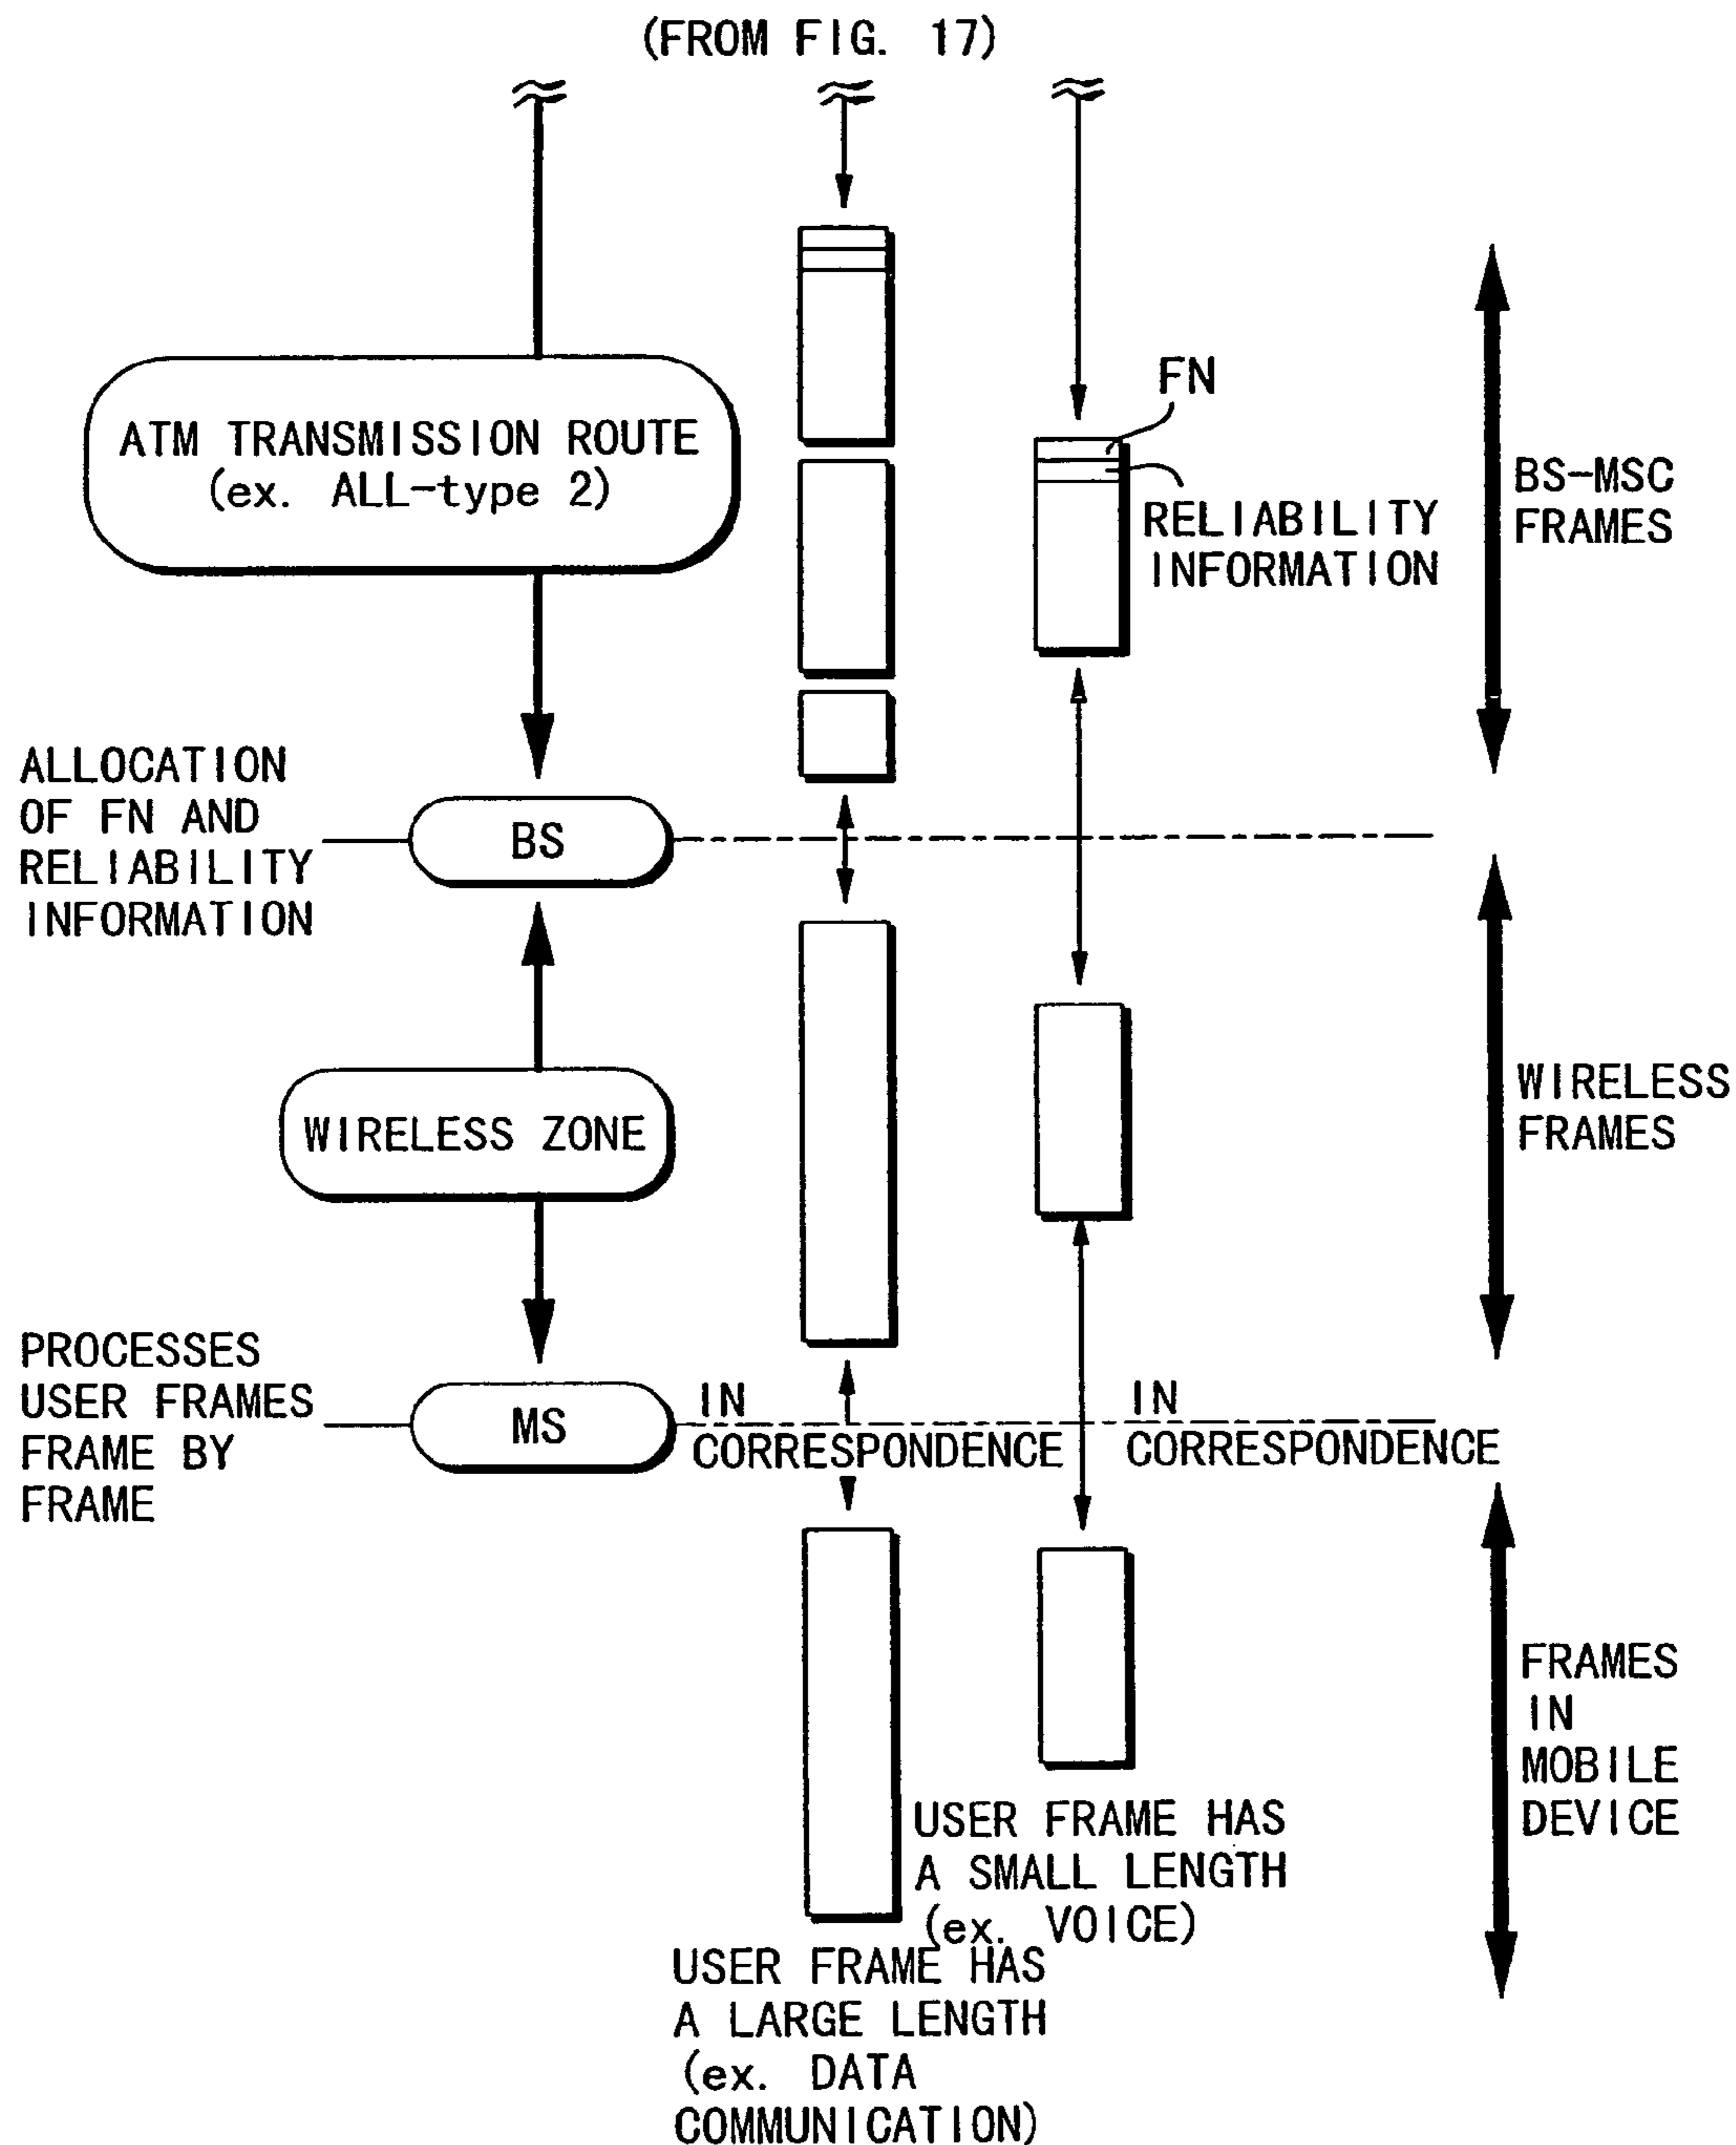 (FROM FIG. 17)
ATM TRANSMISSION ROUTE
(ex. ALL-type 2)
FN
RELIABILITY
INFORMATION
BS-MSC
FRAMES
ALLOCATION
OF FN AND
RELIABILITY
INFORMATION
BS
WIRELESS ZONE
WIRELESS
FRAMES
PROCESSES
USER FRAMES
FRAME BY
FRAME
MS
IN
CORRESPONDENCE
IN
CORRESPONDENCE
FRAMES
IN
MOBILE
DEVICE
USER FRAME HAS
A SMALL LENGTH
(ex. VOICE)
USER FRAME HAS
A LARGE LENGTH
(ex. DATA
COMMUNICATION)